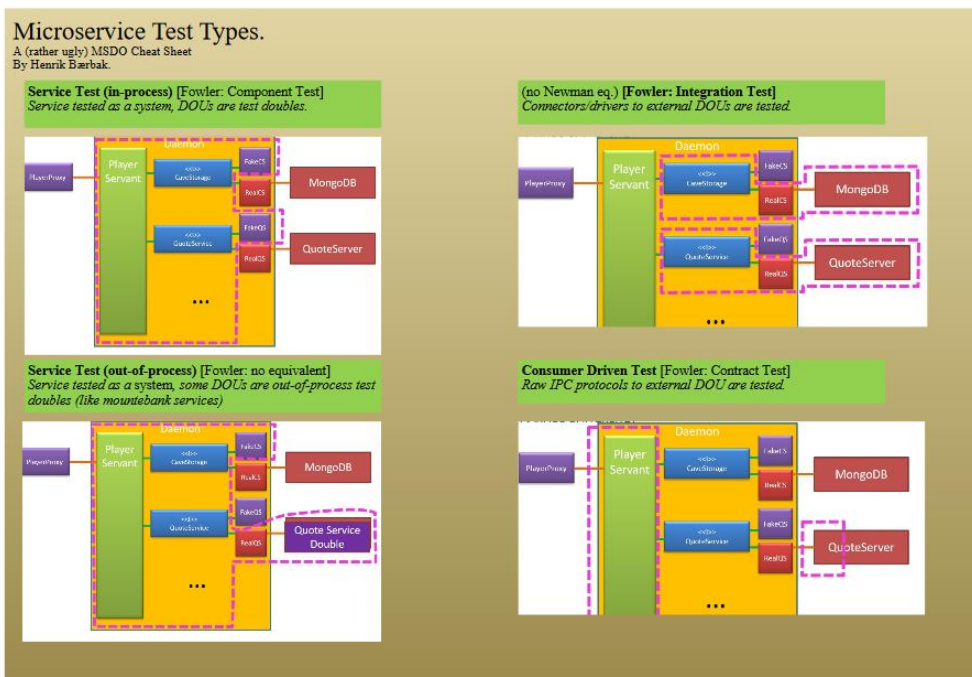 Microservice Test Types.
A (rather ugly) MSDO Cheat Sheet
By Henrik Bærbak.
Service Test (in-process) [Fowler: Component Test]
Service tested as a system, DOUs are test doubles.
Daemon
PlayerProxy
Player
Servant
<<I>>
CaveStorage
FakeCS
RealCS
MongoDB
<<I>>
QuoteService
FakeQS
RealQS
QuoteServer
...
(no Newman eq.) [Fowler: Integration Test]
Connectors/drivers to external DOUs are tested.
Daemon
PlayerProxy
Player
Servant
<<I>>
CaveStorage
FakeCS
RealCS
MongoDB
<<I>>
QuoteService
FakeQS
RealQS
QuoteServer
...
Service Test (out-of-process) [Fowler: no equivalent]
Service tested as a system, some DOUs are out-of-process test
doubles (like mountebank services)
Daemon
PlayerProxy
Player
Servant
<<I>>
CaveStorage
FakeCS
RealCS
MongoDB
<<I>>
QuoteService
FakeQS
RealQS
Quote Service
Double
...
Consumer Driven Test [Fowler: Contract Test]
Raw IPC protocols to external DOU are tested.
Daemon
PlayerProxy
Player
Servant
<<I>>
CaveStorage
FakeCS
RealCS
MongoDB
<<I>>
QuoteService
FakeQS
RealQS
QuoteServer
...